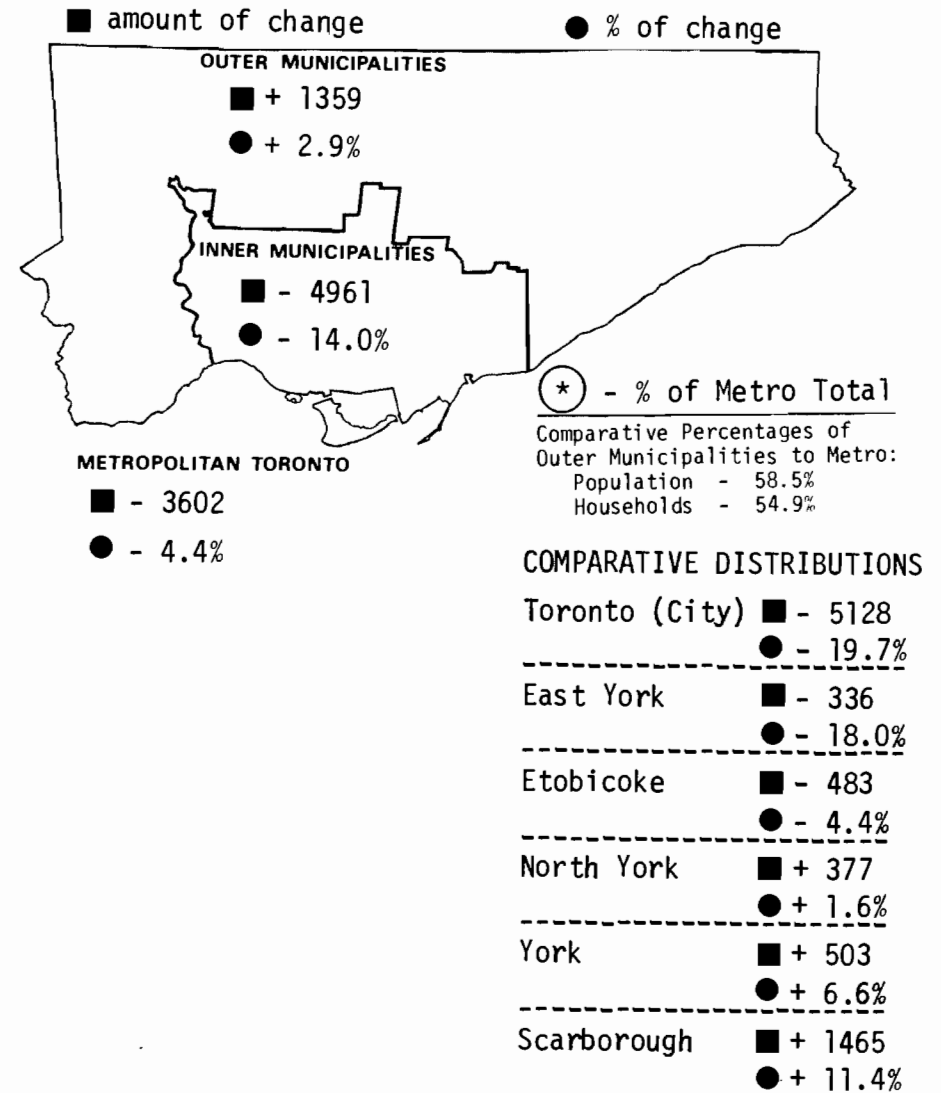 ■ amount of change ● % of change
OUTER MUNICIPALITIES
■ + 1359
● + 2.9%
INNER MUNICIPALITIES
■ - 4961
● - 14.0%
(*) - % of Metro Total
Comparative Percentages of
Outer Municipalities to Metro:
Population - 58.5%
Households - 54.9%
METROPOLITAN TORONTO
■ - 3602
● - 4.4%
COMPARATIVE DISTRIBUTIONS
Toronto (City) ■ - 5128
● - 19.7%
East York ■ - 336
● - 18.0%
Etobicoke ■ - 483
● - 4.4%
North York ■ + 377
● + 1.6%
York ■ + 503
● + 6.6%
Scarborough ■ + 1465
● + 11.4%